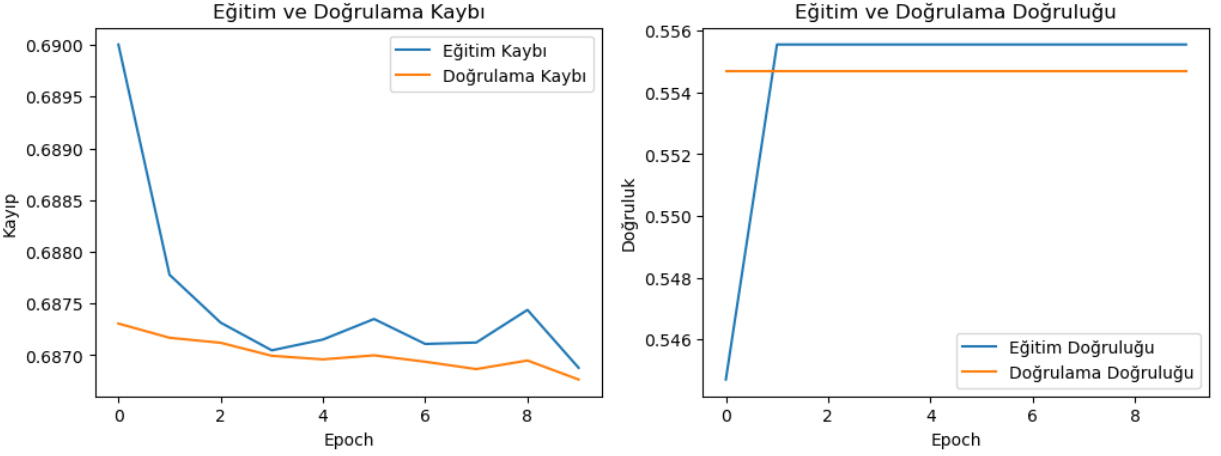 Eğitim ve Doğrulama Kaybı
0.6900
0.6895
0.6890
0.6885
0.6880
0.6875
0.6870
Kayıp
Eğitim Kaybı
Doğrulama Kaybı
0 2 4 6 8
Epoch
Eğitim ve Doğrulama Doğruluğu
0.556
0.554
0.552
0.550
0.548
0.546
Doğruluk
Eğitim Doğruluğu
Doğrulama Doğruluğu
0 2 4 6 8
Epoch